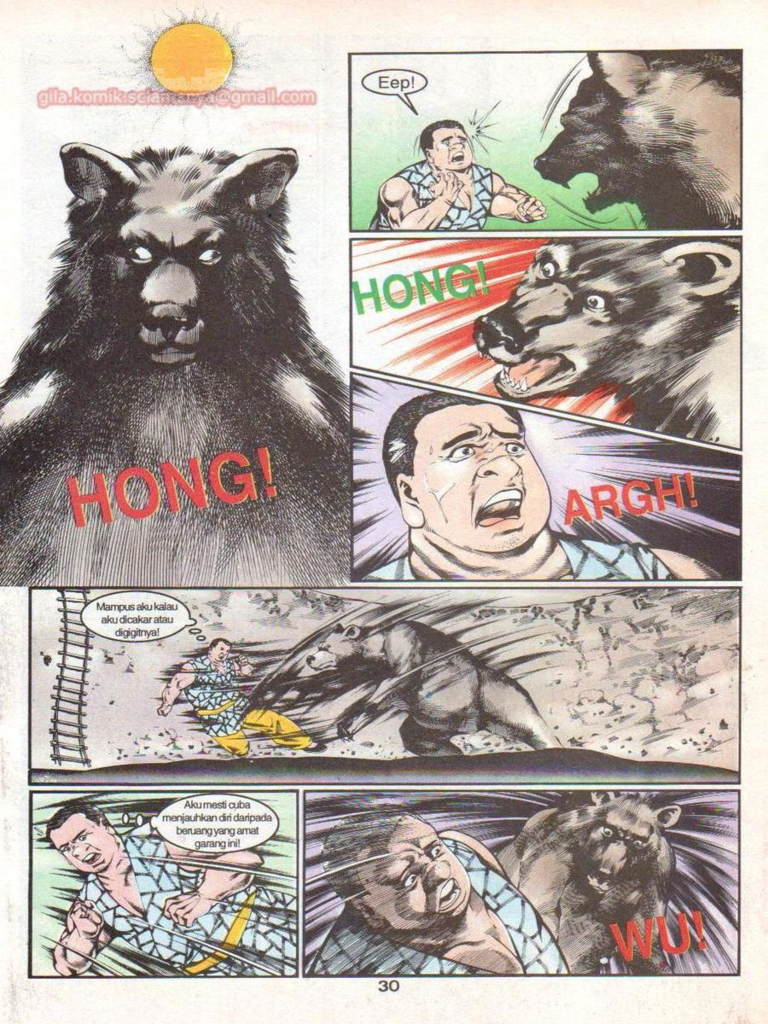 gila.komik.sciamatya@gmail.com
HONG!
Eep!
HONG!
ARGH!
Mampus aku kalau
aku dicakar atau
digigitnya!
Aku mesti cuba
menjauhkan diri daripada
beruang yang amat
garang ini!
WU!
30